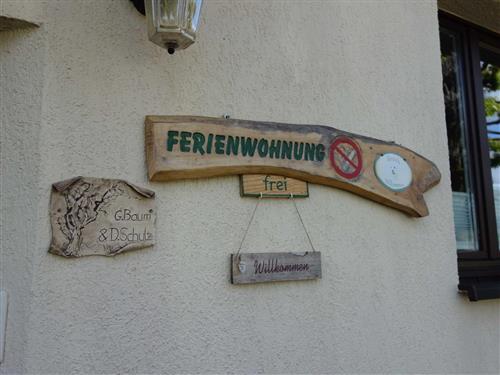 FERIENWOHNUNG
frei
Willkommen
G. Baum
& D. Schulz